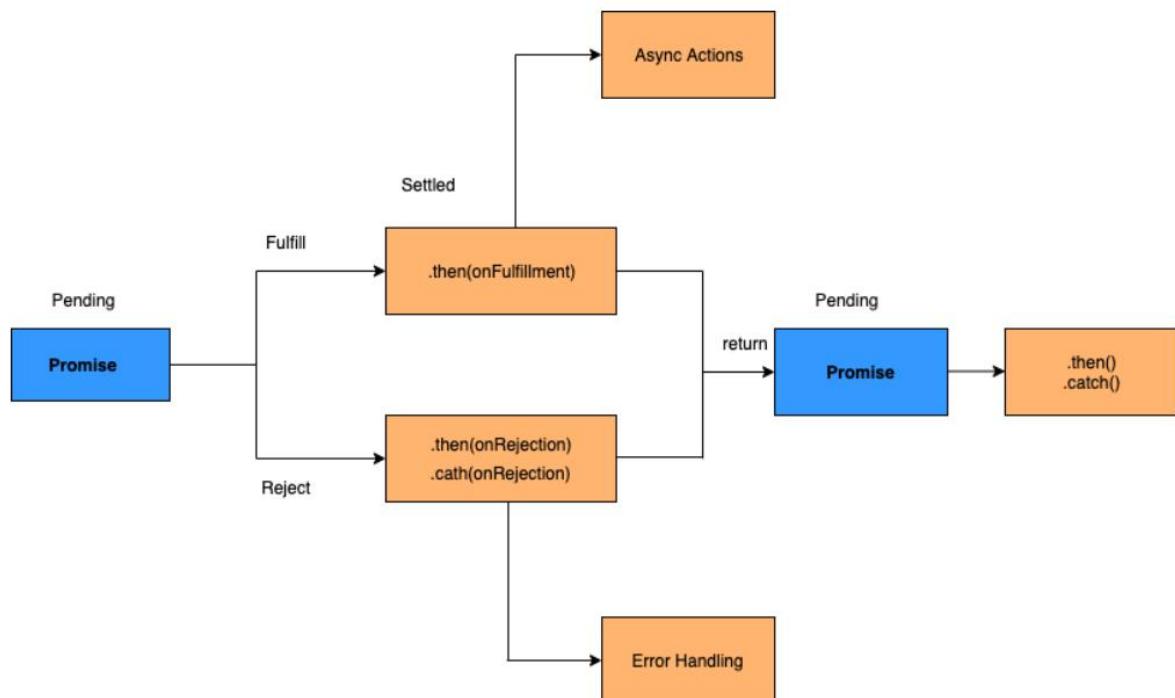 Async Actions
Settled
Fulfill
.then(onFulfillment)
Pending
Promise
Pending
return
Promise
.then()
.catch()
.then(onRejection)
.cath(onRejection)
Reject
Error Handling